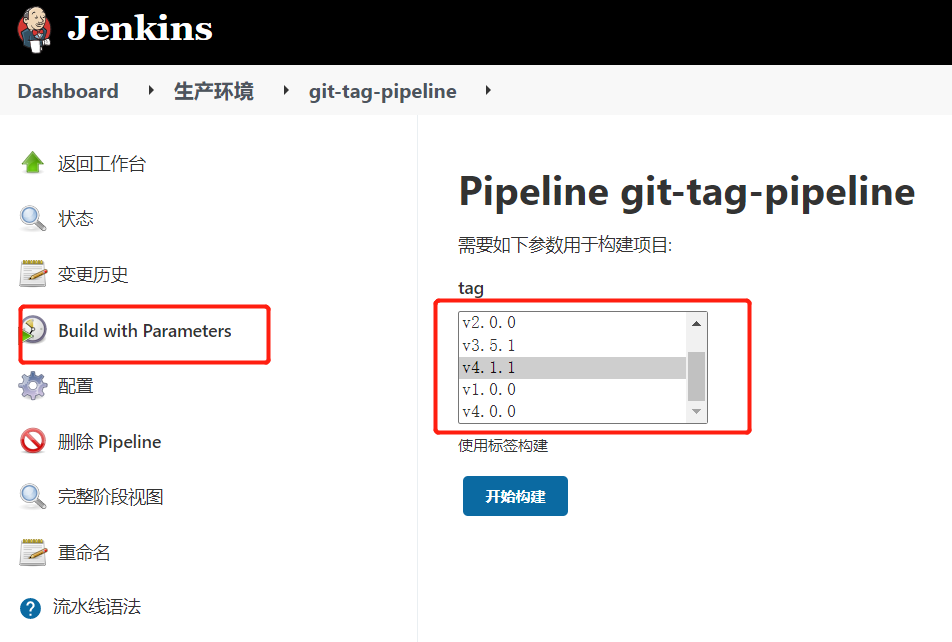 Jenkins
Dashboard 生产环境 git-tag-pipeline
返回工作台
状态
变更历史
Build with Parameters
配置
删除 Pipeline
完整阶段视图
重命名
流水线语法
Pipeline git-tag-pipeline
需要如下参数用于构建项目:
tag
v2.0.0
v3.5.1
v4.1.1
v1.0.0
v4.0.0
使用标签构建
开始构建